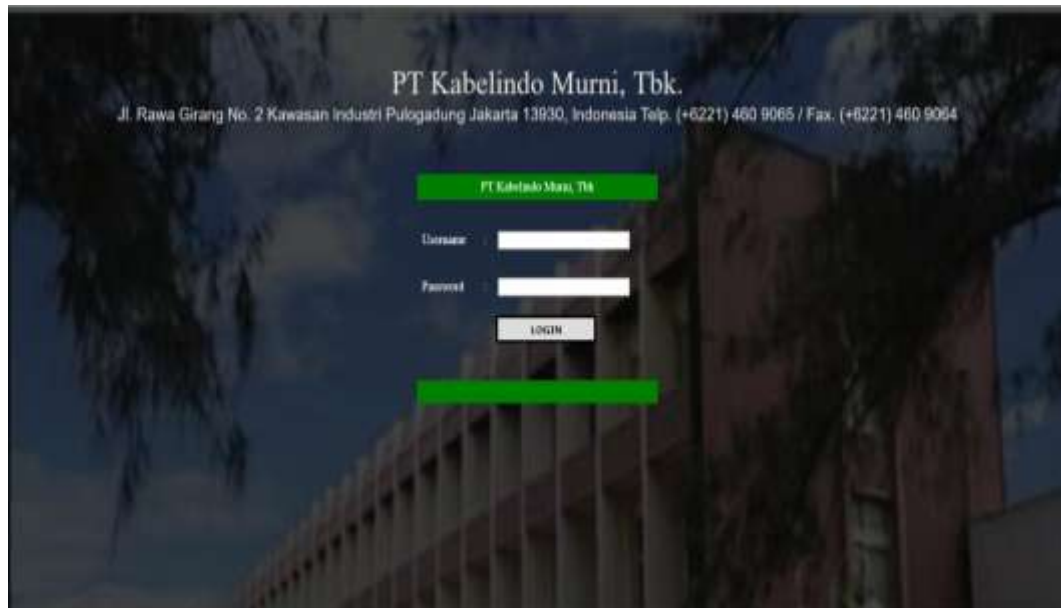 PT Kabelindo Murni, Tbk.
Jl. Rawa Girang No. 2 Kawasan Industri Pulogadung Jakarta 13930, Indonesia Telp. (+6221) 460 9065 / Fax. (+6221) 460 9064
PT Kabelindo Murni, Tbk
Username :
Password :
LOGIN